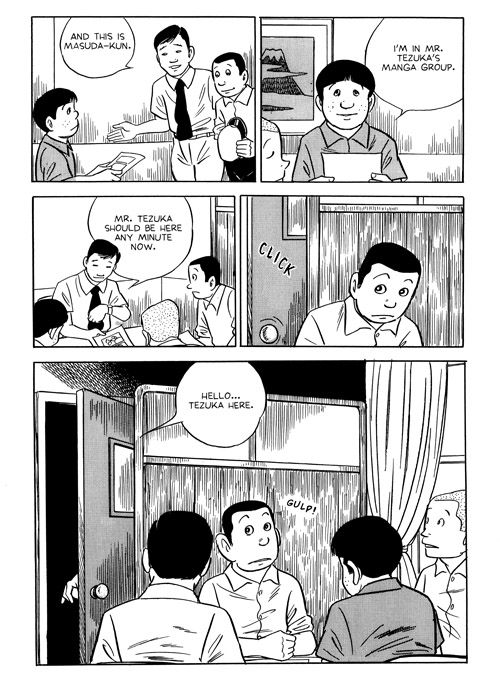 AND THIS IS
MASUDA-KUN.
I'M IN MR.
TEZUKA'S
MANGA GROUP.
MR. TEZUKA
SHOULD BE HERE
ANY MINUTE
NOW.
CLICK
HELLO...
TEZUKA HERE.
GULP!